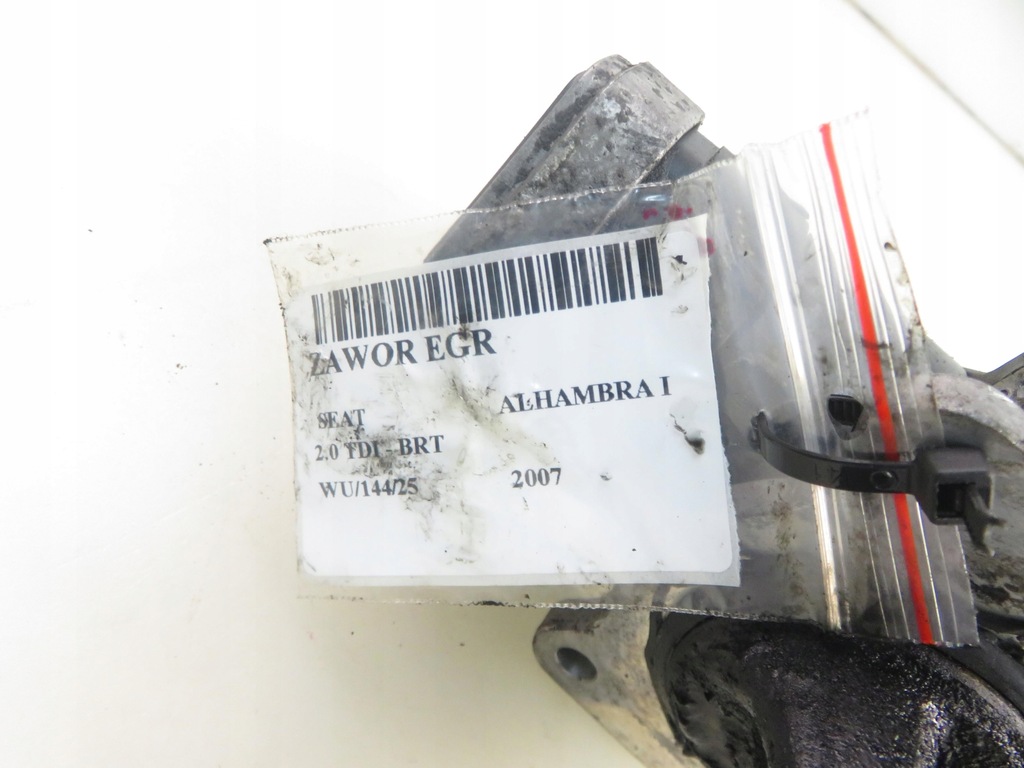 ZAWOR EGR
SEAT ALHAMBRA I
2.0 TDI - BRT
WU/144/25 2007